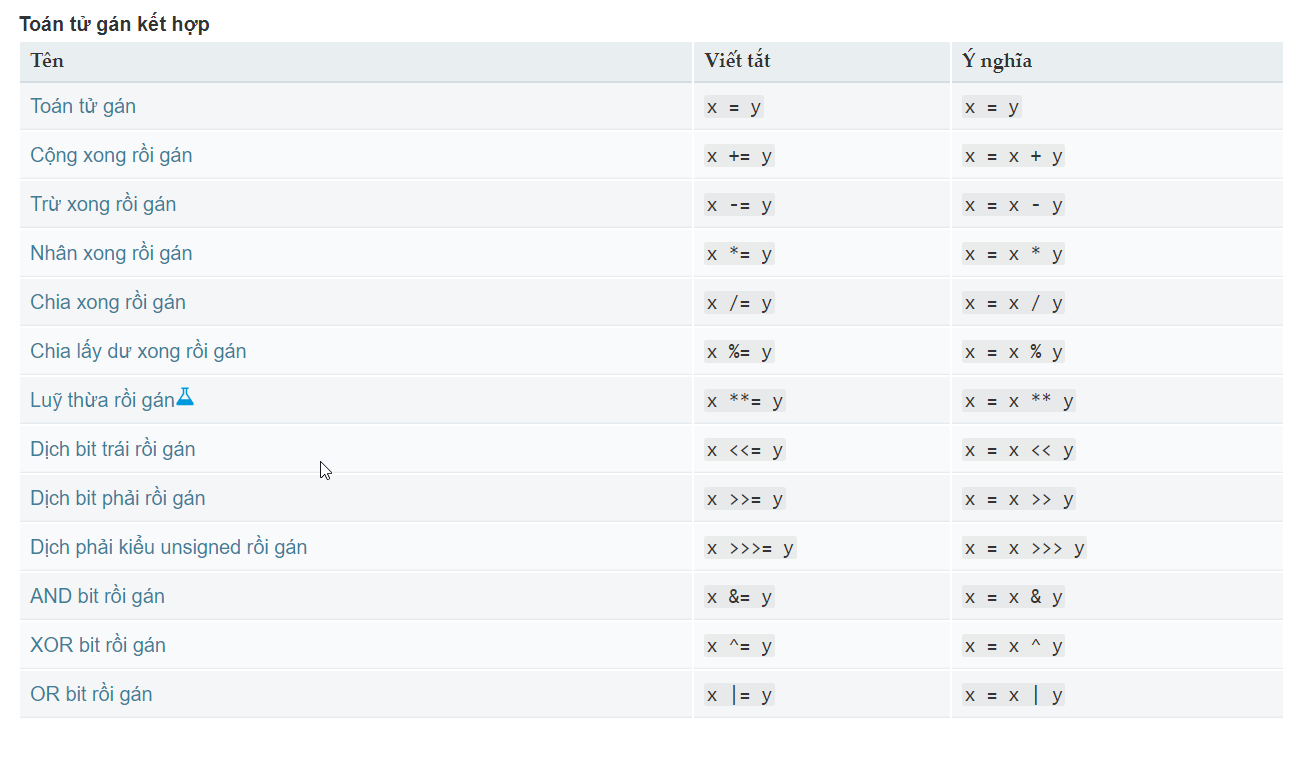 Toán tử gán kết hợp
Tên Viết tắt Ý nghĩa
Toán tử gán x = y x = y
Cộng xong rồi gán x += y x = x + y
Trừ xong rồi gán x -= y x = x - y
Nhân xong rồi gán x *= y x = x * y
Chia xong rồi gán x /= y x = x / y
Chia lấy dư xong rồi gán x %= y x = x % y
Luỹ thừa rồi gán x **= y x = x ** y
Dịch bit trái rồi gán x <<= y x = x << y
Dịch bit phải rồi gán x >>= y x = x >> y
Dịch phải kiểu unsigned rồi gán x >>>= y x = x >>> y
AND bit rồi gán x &= y x = x & y
XOR bit rồi gán x ^= y x = x ^ y
OR bit rồi gán x |= y x = x | y